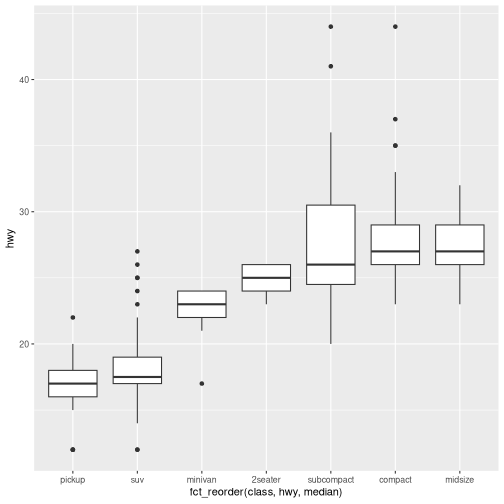 40
30
20
hwy
pickup suv minivan 2seater subcompact compact midsize
fct_reorder(class, hwy, median)